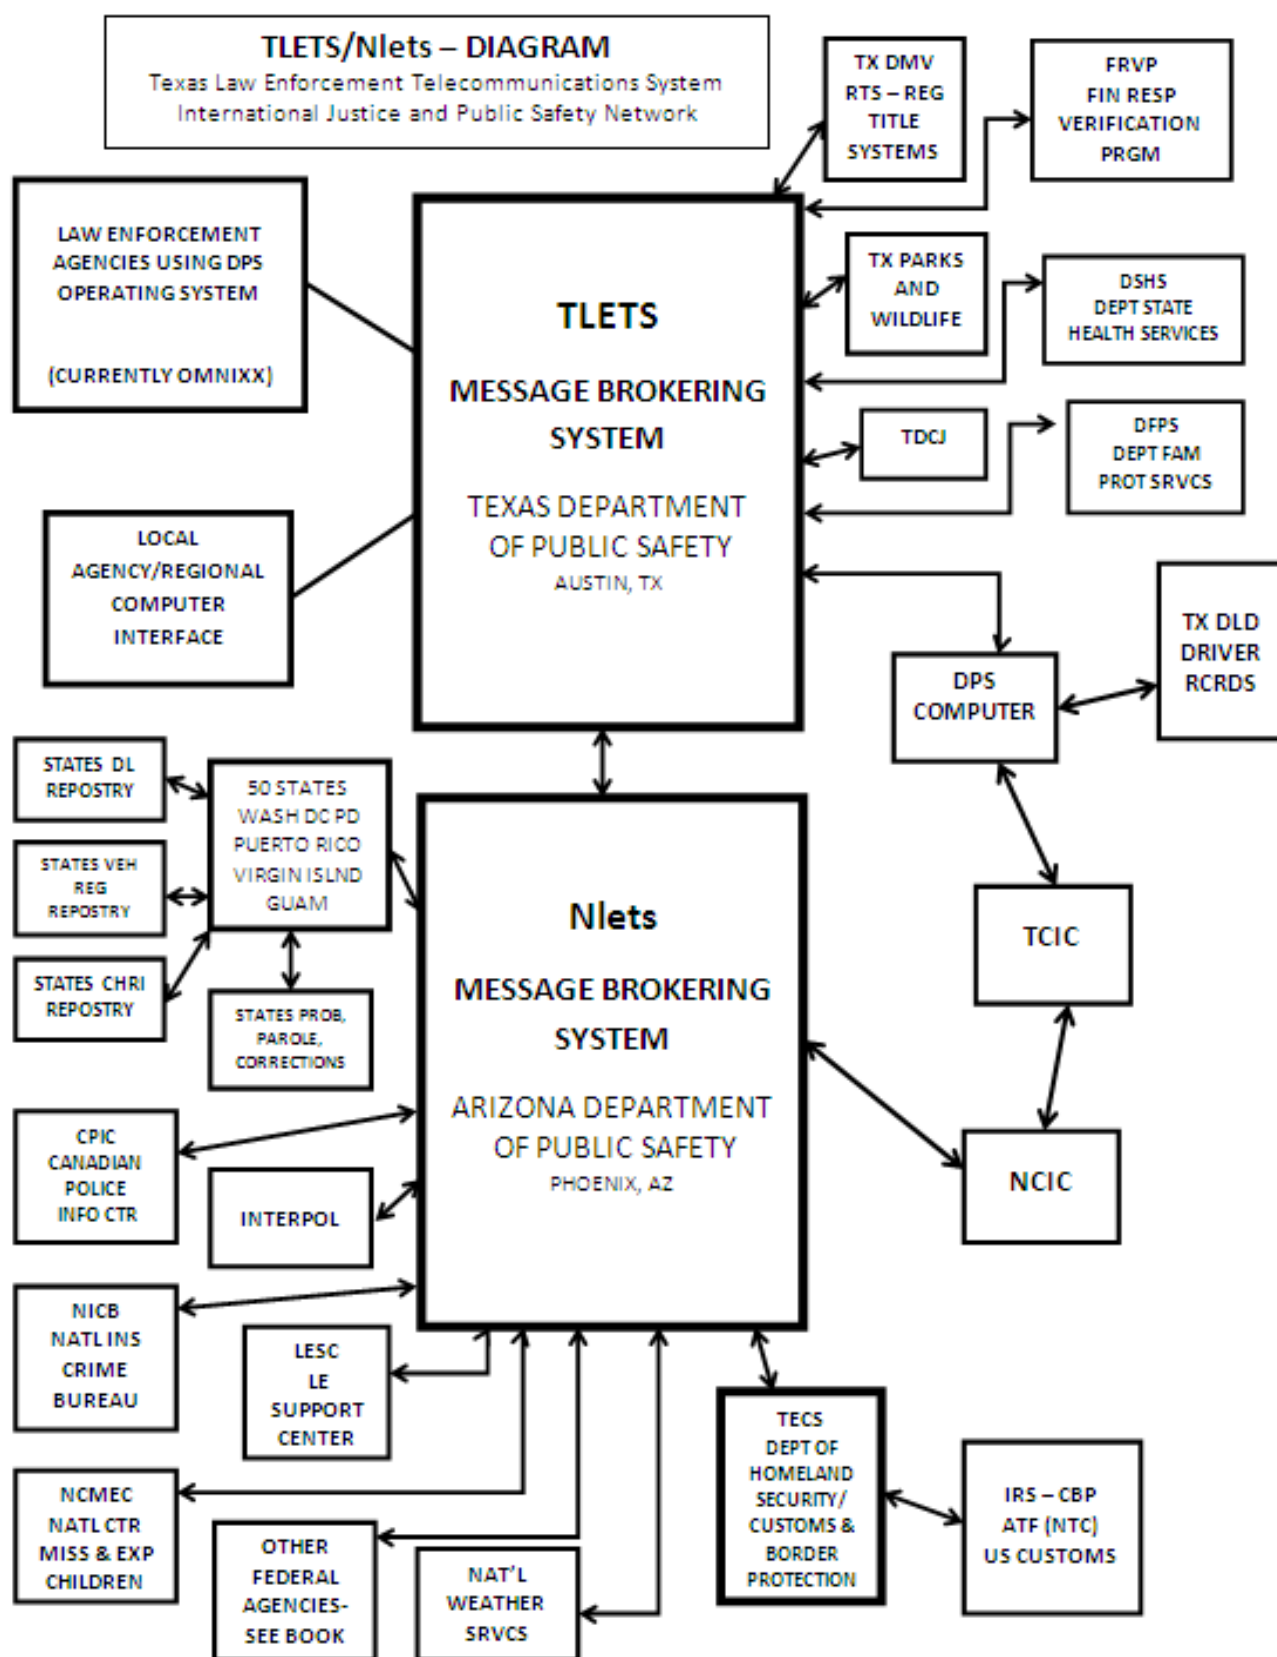 TLETS/Nlets – DIAGRAM
Texas Law Enforcement Telecommunications System
International Justice and Public Safety Network
TX DMV
RTS – REG
TITLE
SYSTEMS
FRVP
FIN RESP
VERIFICATION
PRGM
LAW ENFORCEMENT
AGENCIES USING DPS
OPERATING SYSTEM
(CURRENTLY OMNIXX)
TLETS
MESSAGE BROKERING
SYSTEM
TEXAS DEPARTMENT
OF PUBLIC SAFETY
AUSTIN, TX
TX PARKS
AND
WILDLIFE
DSHS
DEPT STATE
HEALTH SERVICES
TDCJ
DFPS
DEPT FAM
PROT SRVCS
LOCAL
AGENCY/REGIONAL
COMPUTER
INTERFACE
DPS
COMPUTER
TX DLD
DRIVER
RCRDS
STATES DL
REPOSTRY
50 STATES
WASH DC PD
PUERTO RICO
VIRGIN ISLND
GUAM
STATES VEH
REG
REPOSTRY
STATES CHRI
REPOSTRY
STATES PROB,
PAROLE,
CORRECTIONS
Nlets
MESSAGE BROKERING
SYSTEM
ARIZONA DEPARTMENT
OF PUBLIC SAFETY
PHOENIX, AZ
TCIC
NCIC
CPIC
CANADIAN
POLICE
INFO CTR
INTERPOL
NICB
NATL INS
CRIME
BUREAU
LESC
LE
SUPPORT
CENTER
NCMEC
NATL CTR
MISS & EXP
CHILDREN
OTHER
FEDERAL
AGENCIES-
SEE BOOK
NAT'L
WEATHER
SRVCS
TECS
DEPT OF
HOMELAND
SECURITY/
CUSTOMS &
BORDER
PROTECTION
IRS – CBP
ATF (NTC)
US CUSTOMS